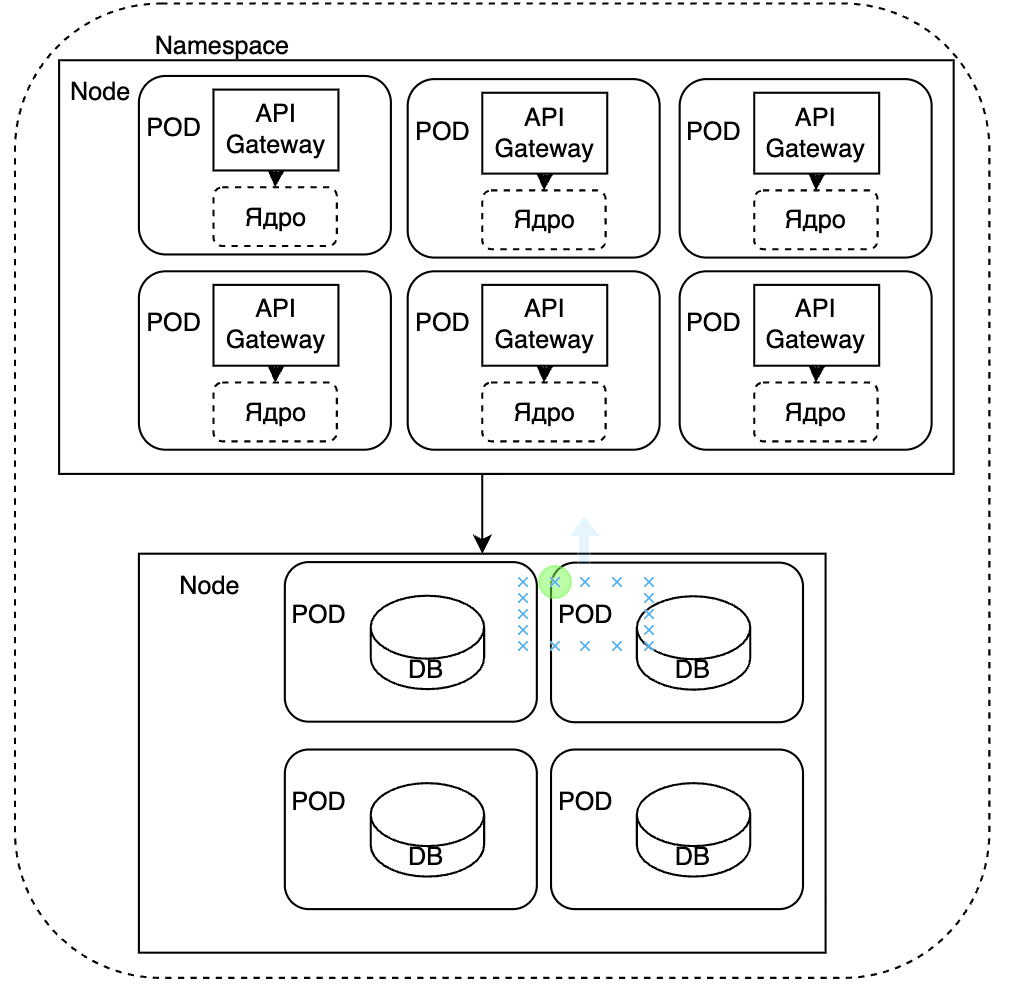 Namespace
Node
POD
API
Gateway
Ядро
POD
API
Gateway
Ядро
POD
API
Gateway
Ядро
POD
API
Gateway
Ядро
POD
API
Gateway
Ядро
POD
API
Gateway
Ядро
Node
POD
DB
POD
DB
POD
DB
POD
DB